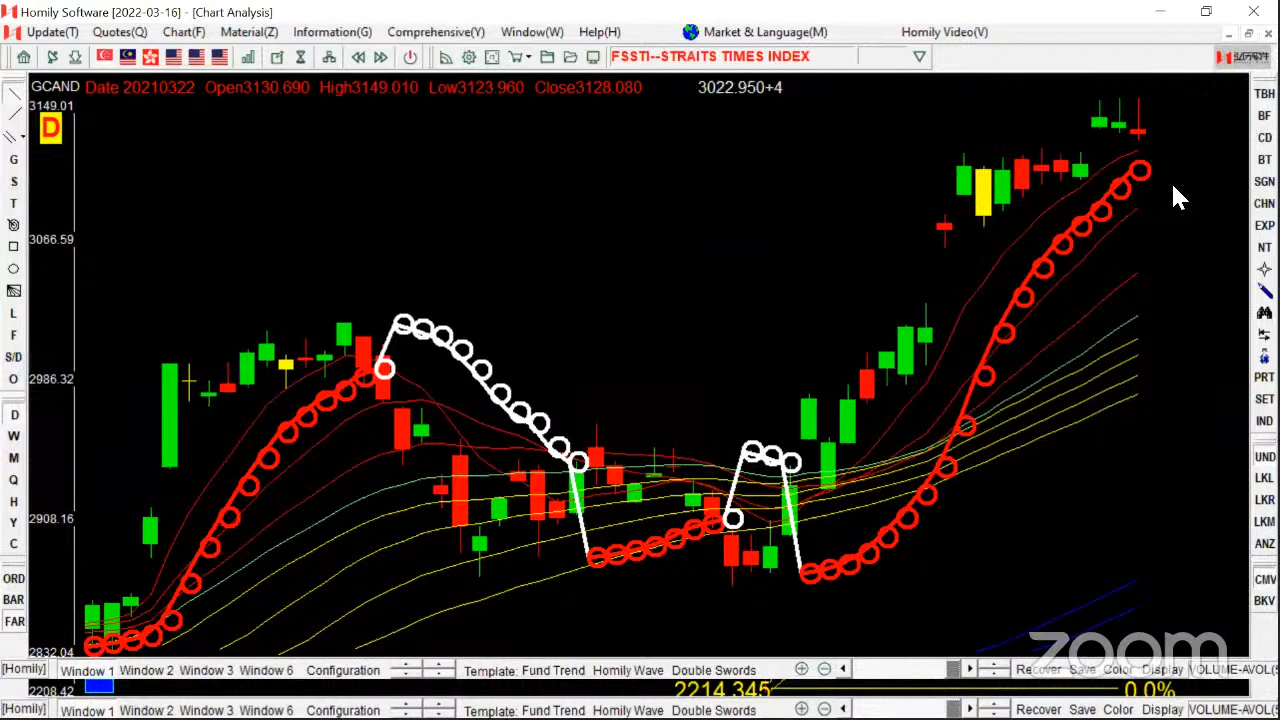 Homily Software [2022-03-16] - [Chart Analysis]
Update(T) Quotes(Q) Chart(F) Material(Z) Information(G) Comprehensive(Y) Window(W) Help(H) Market & Language(M) Homily Video(V)
FSSTI--STRAITS TIMES INDEX
GCAND Date 20210322 Open3130.690 High3149.010 Low3123.960 Close3128.080 3022.950+4
3149.01
D
3066.59
2986.32
2908.16
2832.04
G
S
T
L
F
S/D
O
D
W
M
Q
H
Y
C
ORD
BAR
FAR
TBH
BF
CD
BT
SGN
CHN
EXP
NT
PRT
SET
IND
UND
LKL
LKR
LKM
ANZ
CMV
BKV
zoom
[Homily] Window 1 Window 2 Window 3 Window 6 Configuration Template: Fund Trend Homily Wave Double Swords Recover Save Color Display VOLUME-AVOL(5
2208.42 2214.345 0.0%
[Homily] Window 1 Window 2 Window 3 Window 6 Configuration Template: Fund Trend Homily Wave Double Swords Recover Save Color Display VOLUME-AVOL(5